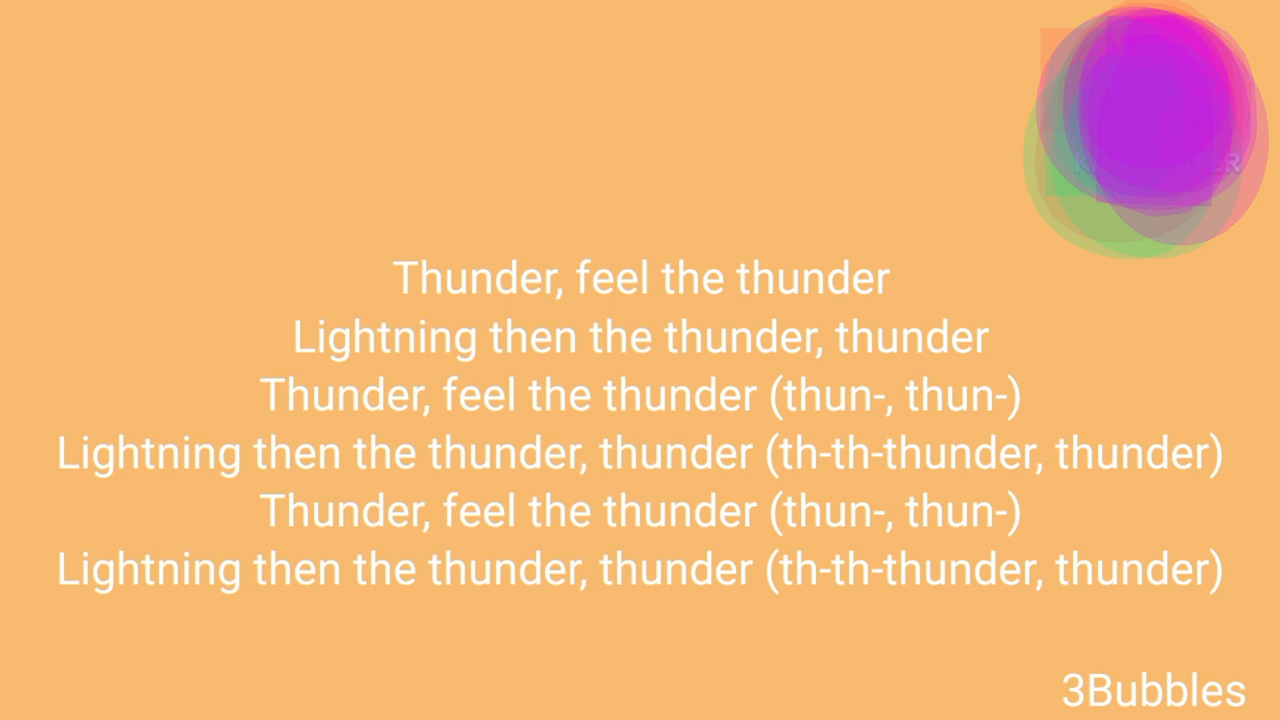 Thunder, feel the thunder
Lightning then the thunder, thunder
Thunder, feel the thunder (thun-, thun-)
Lightning then the thunder, thunder (th-th-thunder, thunder)
Thunder, feel the thunder (thun-, thun-)
Lightning then the thunder, thunder (th-th-thunder, thunder)
3Bubbles